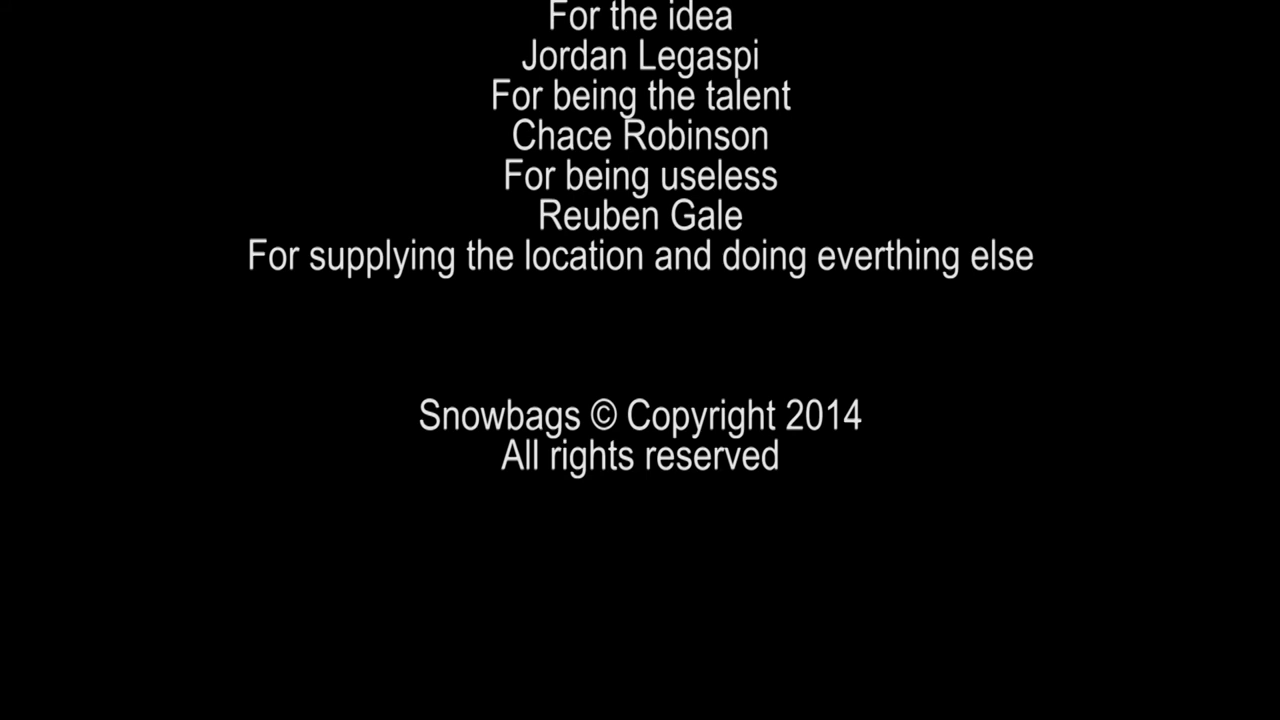 For the idea
Jordan Legaspi
For being the talent
Chace Robinson
For being useless
Reuben Gale
For supplying the location and doing everthing else
Snowbags © Copyright 2014
All rights reserved